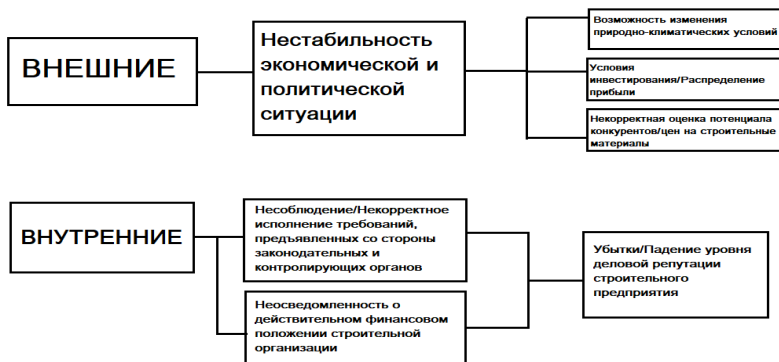 ВНЕШНИЕ
Нестабильность
экономической и
политической
ситуации
Возможность изменения
природно-климатических условий
Условия
инвестирования/Распределение
прибыли
Некорректная оценка потенциала
конкурентов/цен на строительные
материалы
ВНУТРЕННИЕ
Несоблюдение/Некорректное
исполнение требований,
предъявленных со стороны
законодательных и
контролирующих органов
Неосведомленность о
действительном финансовом
положении строительной
организации
Убытки/Падение уровня
деловой репутации
строительного
предприятия